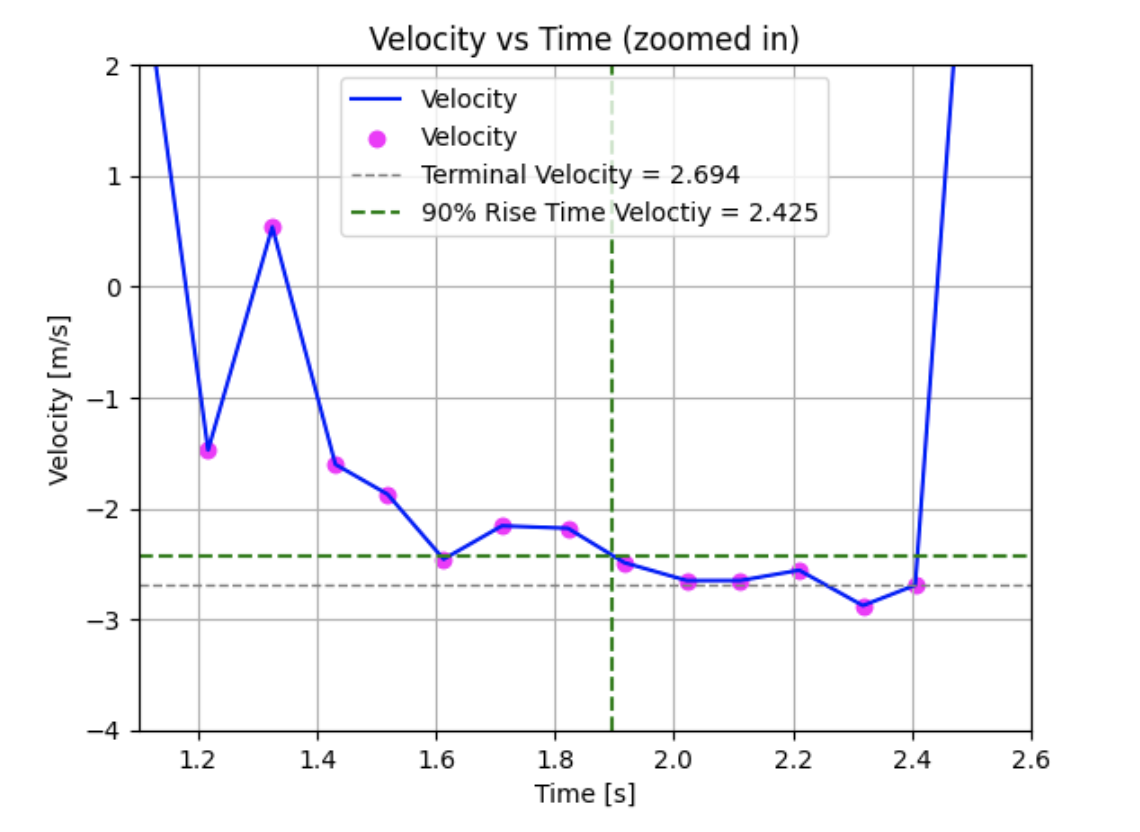 Velocity vs Time (zoomed in)
2
1
0
−1
−2
−3
−4
Velocity [m/s]
Velocity
Velocity
Terminal Velocity = 2.694
90% Rise Time Veloctiy = 2.425
1.2 1.4 1.6 1.8 2.0 2.2 2.4 2.6
Time [s]